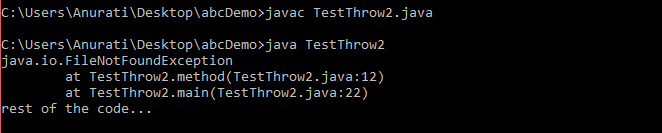 C:\Users\Anurati\Desktop\abcDemo>javac TestThrow2.java
C:\Users\Anurati\Desktop\abcDemo>java TestThrow2
java.io.FileNotFoundException
        at TestThrow2.method(TestThrow2.java:12)
        at TestThrow2.main(TestThrow2.java:22)
rest of the code...